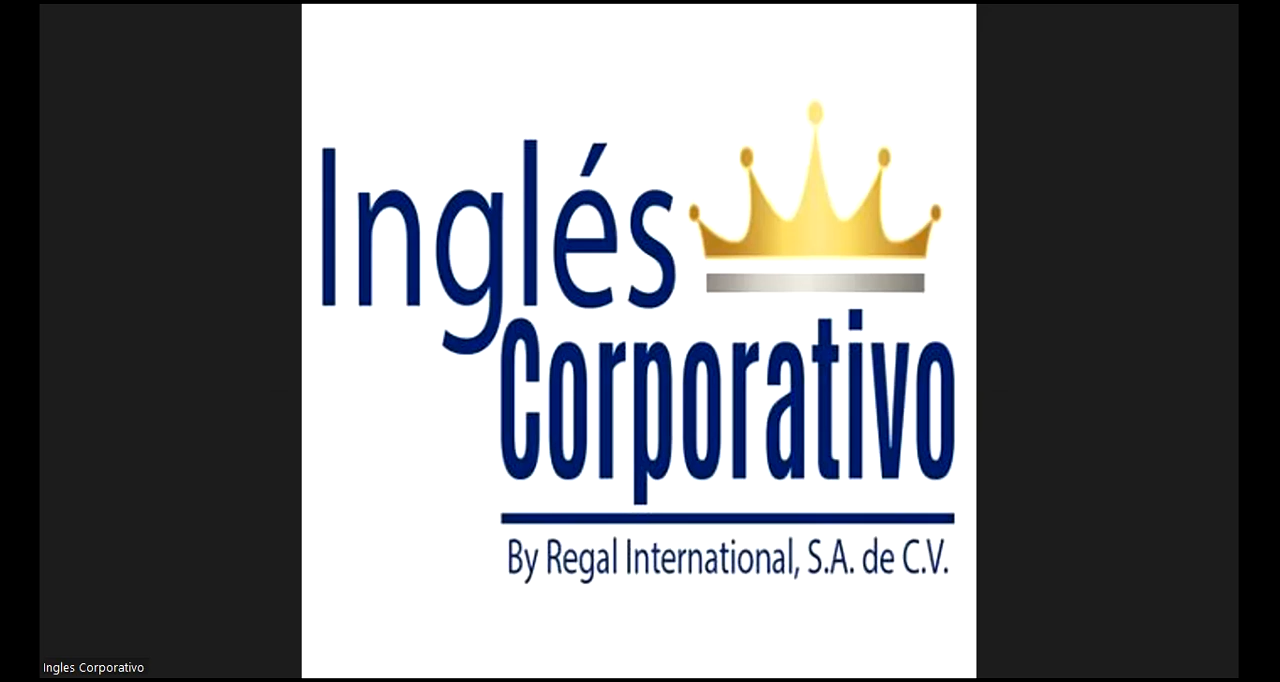 Inglés
Corporativo
By Regal International, S.A. de C.V.
Ingles Corporativo